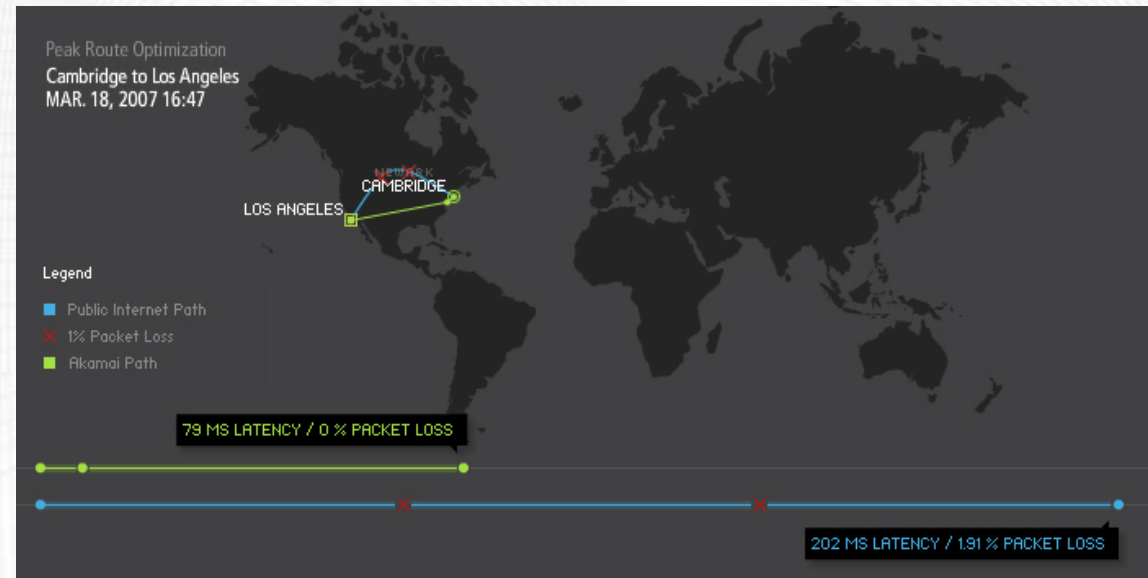 Peak Route Optimization
Cambridge to Los Angeles
MAR. 18, 2007 16:47
NEWARK
CAMBRIDGE
LOS ANGELES
Legend
Public Internet Path
1% Packet Loss
Akamai Path
79 MS LATENCY / 0 % PACKET LOSS
202 MS LATENCY / 1.91 % PACKET LOSS